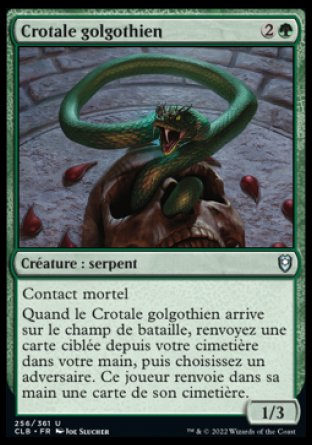 Crotale golgothien 2
Créature : serpent
Contact mortel
Quand le Crotale golgothien arrive
sur le champ de bataille, renvoyez une
carte ciblée depuis votre cimetière
dans votre main, puis choisissez un
adversaire. Ce joueur renvoie dans sa
main une carte de son cimetière.
1/3
256/361 U
CLB • FR Joe Slucher ™ & © 2022 Wizards of the Coast